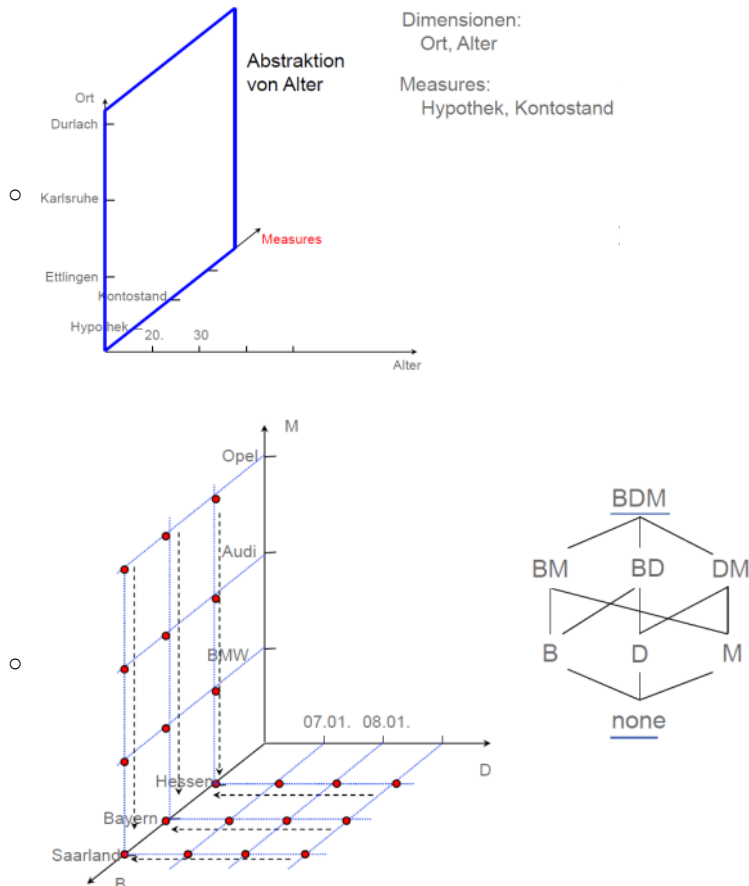 Dimensionen:
Ort, Alter
Abstraktion
von Alter
Measures:
Hypothek, Kontostand
Ort
Durlach
Karlsruhe
Measures
Ettlingen
Kontostand
Hypothek
20. 30
Alter
M
Opel
BDM
Audi
BM BD DM
BMW
B D M
07.01. 08.01.
none
D
Hessen
Bayern
Saarland
B